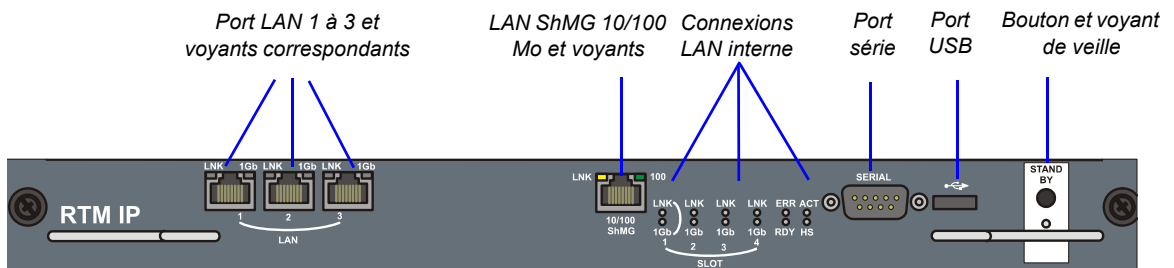 Port LAN 1 à 3 et
voyants correspondants
LAN ShMG 10/100
Mo et voyants
Connexions
LAN interne
Port
série
Port
USB
Bouton et voyant
de veille
LNK 1Gb LNK 1Gb LNK 1Gb
LNK 100
SERIAL
STAND
BY
RTM IP
1 2 3
LAN
10/100
ShMG
LNK LNK LNK LNK ERR ACT
1Gb 1Gb 1Gb 1Gb RDY HS
1 2 3 4
SLOT